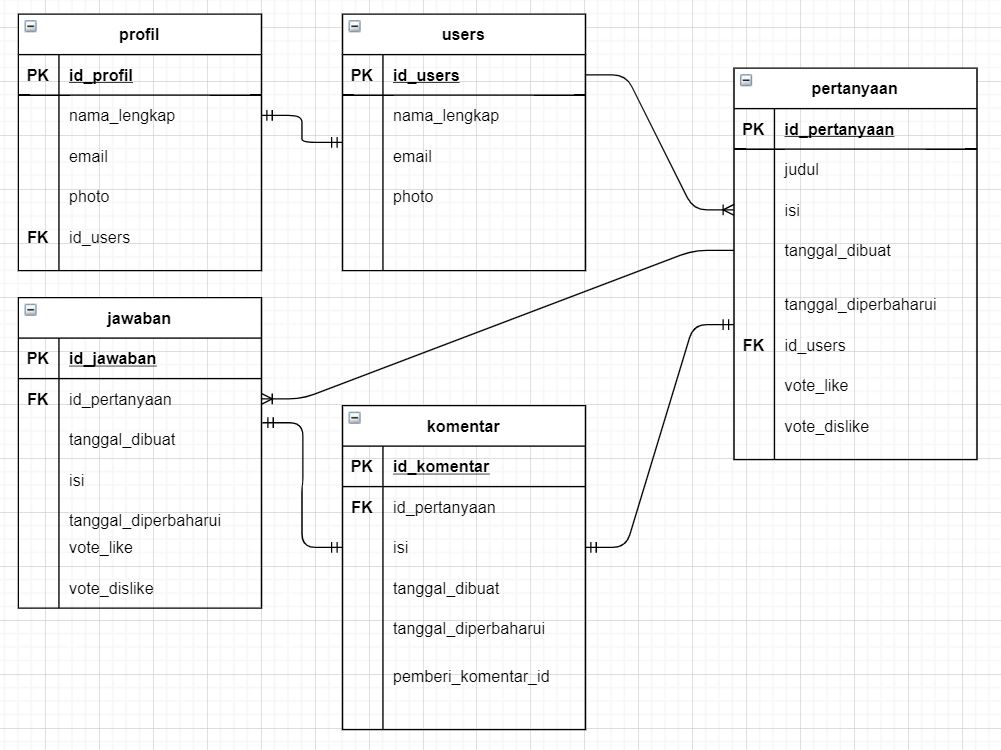 profil
PK id_profil
nama_lengkap
email
photo
FK id_users
users
PK id_users
nama_lengkap
email
photo
pertanyaan
PK id_pertanyaan
judul
isi
tanggal_dibuat
tanggal_diperbaharui
FK id_users
vote_like
vote_dislike
jawaban
PK id_jawaban
FK id_pertanyaan
tanggal_dibuat
isi
tanggal_diperbaharui
vote_like
vote_dislike
komentar
PK id_komentar
FK id_pertanyaan
isi
tanggal_dibuat
tanggal_diperbaharui
pemberi_komentar_id